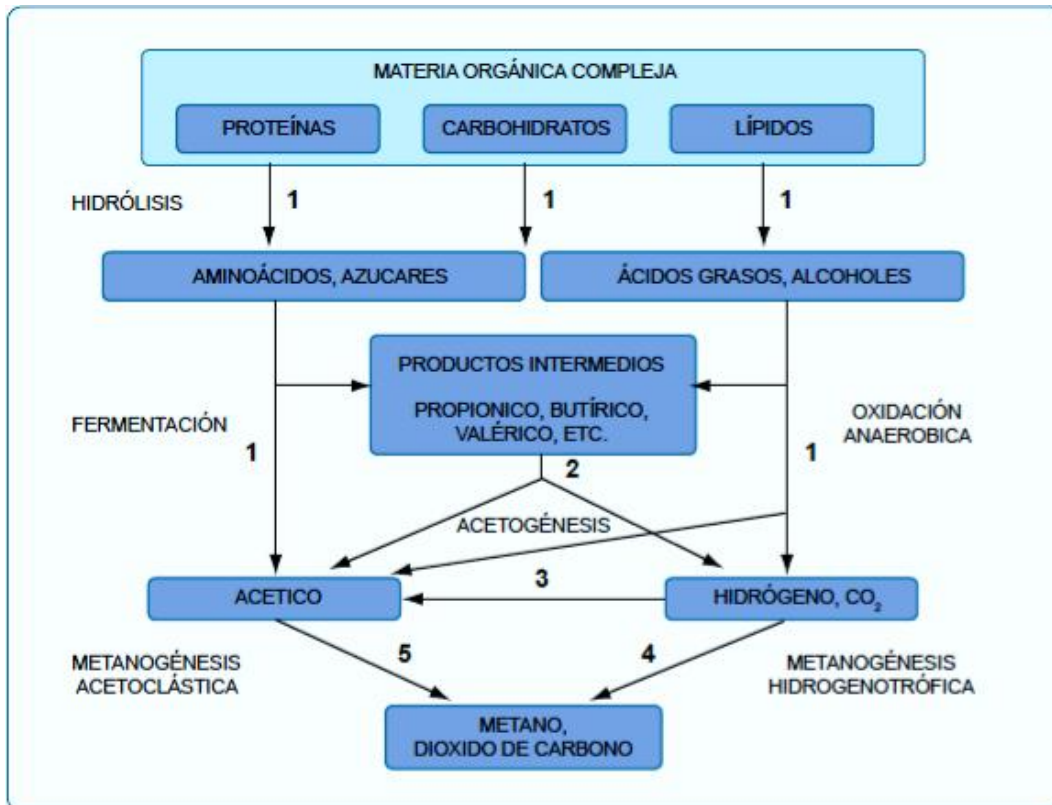 MATERIA ORGÁNICA COMPLEJA
PROTEÍNAS
CARBOHIDRATOS
LÍPIDOS
HIDRÓLISIS
1
1
1
AMINOÁCIDOS, AZUCARES
ÁCIDOS GRASOS, ALCOHOLES
PRODUCTOS INTERMEDIOS
PROPIONICO, BUTÍRICO,
VALÉRICO, ETC.
FERMENTACIÓN
1
OXIDACIÓN
ANAEROBICA
1
2
ACETOGÉNESIS
ACETICO
3
HIDRÓGENO, CO₂
METANOGÉNESIS
ACETOCLÁSTICA
5
4
METANOGÉNESIS
HIDROGENOTRÓFICA
METANO,
DIOXIDO DE CARBONO